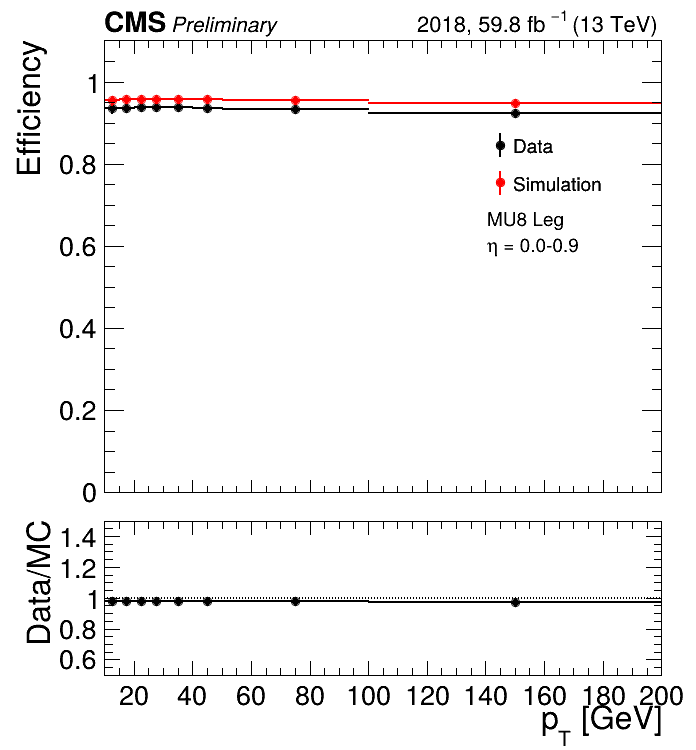 CMS Preliminary 2018, 59.8 fb⁻¹ (13 TeV)
Efficiency
1
0.8
0.6
0.4
0.2
0
Data
Simulation
MU8 Leg
η = 0.0-0.9
Data/MC
1.4
1.2
1
0.8
0.6
20 40 60 80 100 120 140 160 180 200
p_T [GeV]